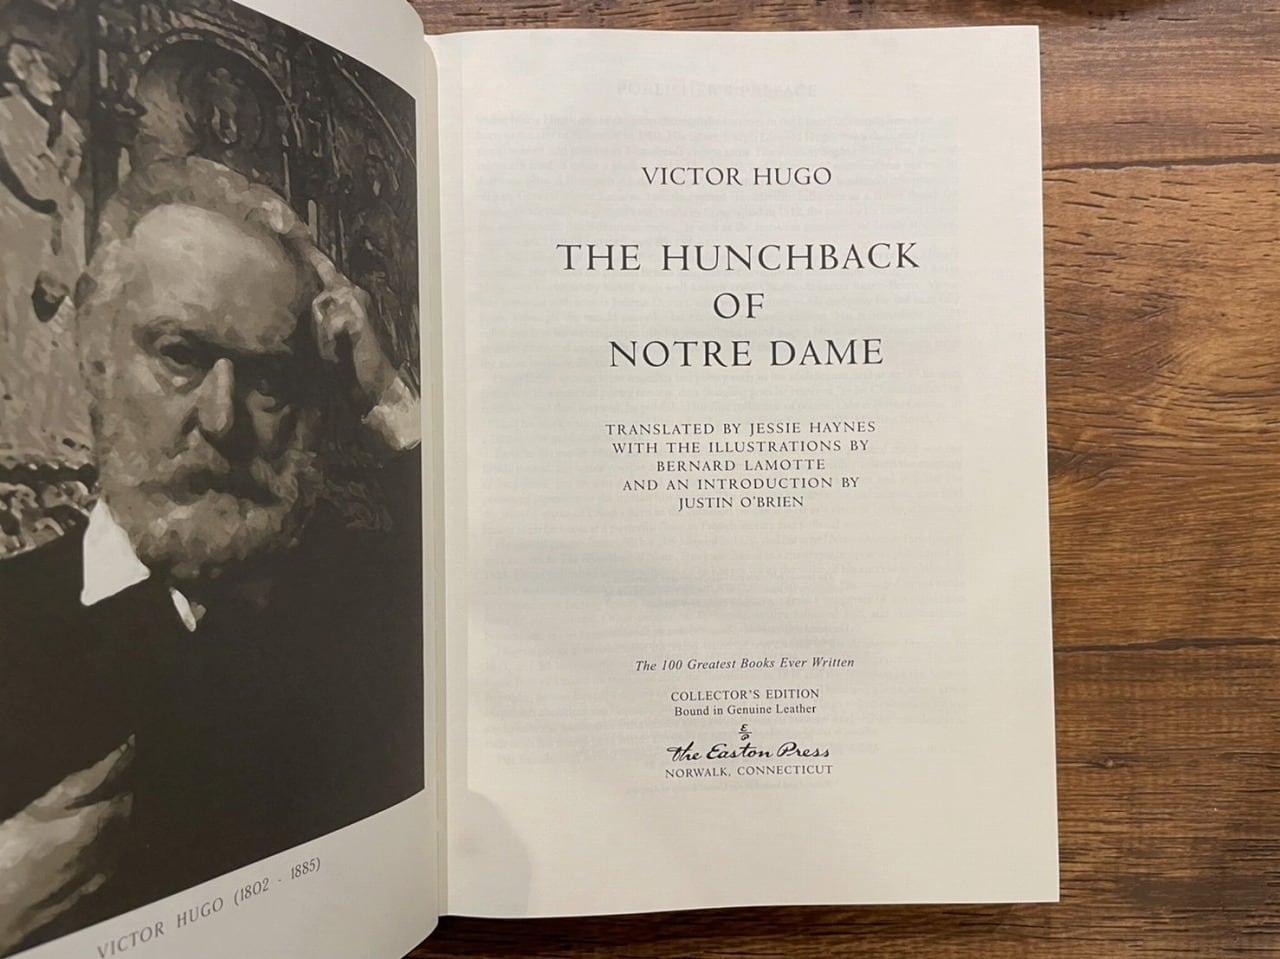 VICTOR HUGO (1802 - 1885)
PUBLISHER'S PREFACE
VICTOR HUGO
THE HUNCHBACK
OF
NOTRE DAME
TRANSLATED BY JESSIE HAYNES
WITH THE ILLUSTRATIONS BY
BERNARD LAMOTTE
AND AN INTRODUCTION BY
JUSTIN O'BRIEN
The 100 Greatest Books Ever Written
COLLECTOR'S EDITION
Bound in Genuine Leather
E
P
The Easton Press
NORWALK, CONNECTICUT